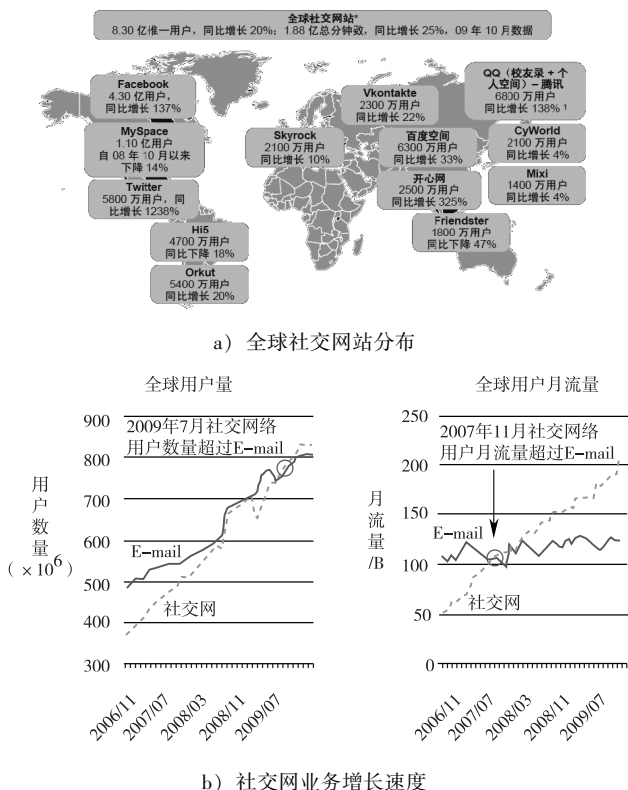 全球社交网站*
8.30 亿惟一用户，同比增长 20%；1.88 亿总分钟数，同比增长 25%，09 年 10 月数据
Facebook
4.30 亿用户，
同比增长 137%
MySpace
1.10 亿用户
自 08 年 10 月以来
下降 14%
Twitter
5800 万用户，同
比增长 1238%
Hi5
4700 万用户
同比下降 18%
Orkut
5400 万用户
同比增长 20%
Skyrock
2100 万用户
同比增长 10%
Vkontakte
2300 万用户
同比增长 22%
百度空间
6300 万用户
同比增长 33%
开心网
2500 万用户
同比增长 325%
Friendster
1800 万用户
同比下降 47%
QQ（校友录 + 个
人空间）– 腾讯
6800 万用户
同比增长 138% ¹
CyWorld
2100 万用户
同比增长 4%
Mixi
1400 万用户
同比增长 4%
a） 全球社交网站分布
全球用户量
2009年7月社交网络
用户数量超过E-mail
用户数量
（×10⁶）
900
800
700
600
500
400
300
E-mail
社交网
2006/11
2007/07
2008/03
2008/11
2009/07
全球用户月流量
2007年11月社交网络
用户月流量超过E-mail
月流量
/B
250
200
150
100
50
0
E-mail
社交网
2006/11
2007/07
2008/03
2008/11
2009/07
b） 社交网业务增长速度